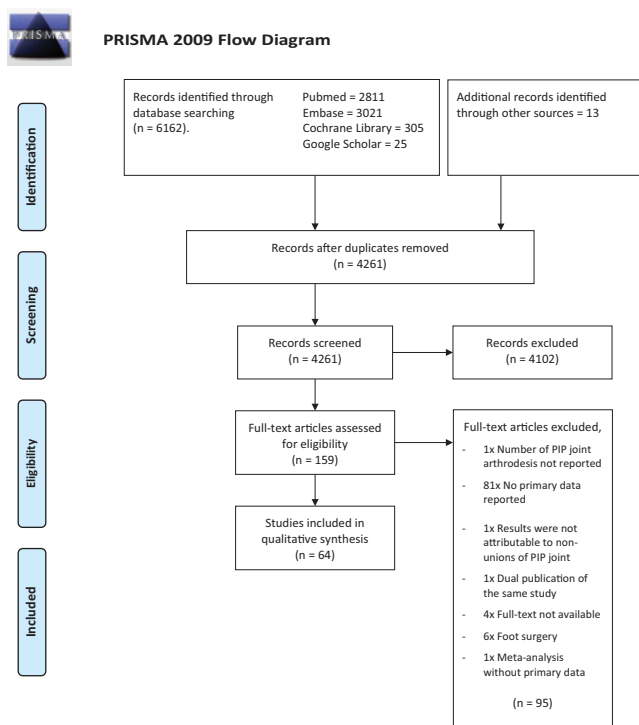 PRISMA
PRISMA 2009 Flow Diagram
Identification
Records identified through
database searching
(n = 6162).
Pubmed = 2811
Embase = 3021
Cochrane Library = 305
Google Scholar = 25
Additional records identified
through other sources = 13
Records after duplicates removed
(n = 4261)
Screening
Records screened
(n = 4261)
Records excluded
(n = 4102)
Eligibility
Full-text articles assessed
for eligibility
(n = 159)
Full-text articles excluded,
- 1x Number of PIP joint
arthrodesis not reported
- 81x No primary data
reported
- 1x Results were not
attributable to non-
unions of PIP joint
- 1x Dual publication of
the same study
- 4x Full-text not available
- 6x Foot surgery
- 1x Meta-analysis
without primary data
(n = 95)
Included
Studies included in
qualitative synthesis
(n = 64)